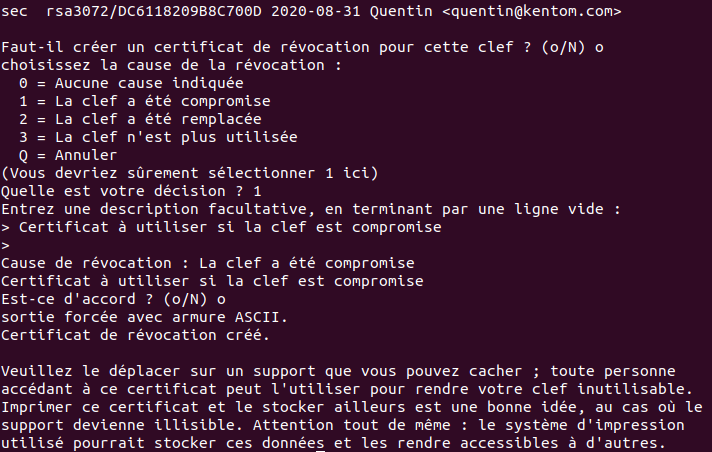 sec  rsa3072/DC6118209B8C700D 2020-08-31 Quentin <quentin@kentom.com>

Faut-il créer un certificat de révocation pour cette clef ? (o/N) o
choisissez la cause de la révocation :
  0 = Aucune cause indiquée
  1 = La clef a été compromise
  2 = La clef a été remplacée
  3 = La clef n'est plus utilisée
  Q = Annuler
(Vous devriez sûrement sélectionner 1 ici)
Quelle est votre décision ? 1
Entrez une description facultative, en terminant par une ligne vide :
> Certificat à utiliser si la clef est compromise
>
Cause de révocation : La clef a été compromise
Certificat à utiliser si la clef est compromise
Est-ce d'accord ? (o/N) o
sortie forcée avec armure ASCII.
Certificat de révocation créé.

Veuillez le déplacer sur un support que vous pouvez cacher ; toute personne
accédant à ce certificat peut l'utiliser pour rendre votre clef inutilisable.
Imprimer ce certificat et le stocker ailleurs est une bonne idée, au cas où le
support devienne illisible. Attention tout de même : le système d'impression
utilisé pourrait stocker ces données et les rendre accessibles à d'autres.